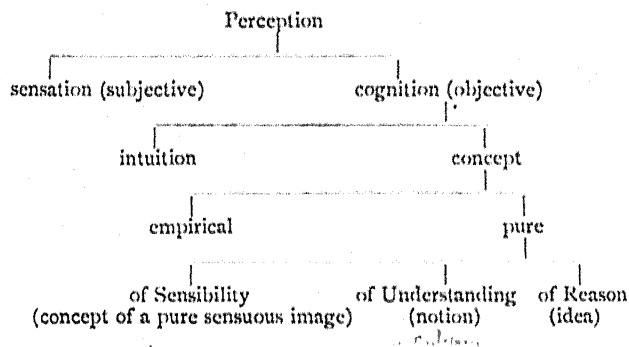 Perception
sensation (subjective) cognition (objective)
intuition concept
empirical pure
of Sensibility of Understanding of Reason
(concept of a pure sensuous image) (notion) (idea)